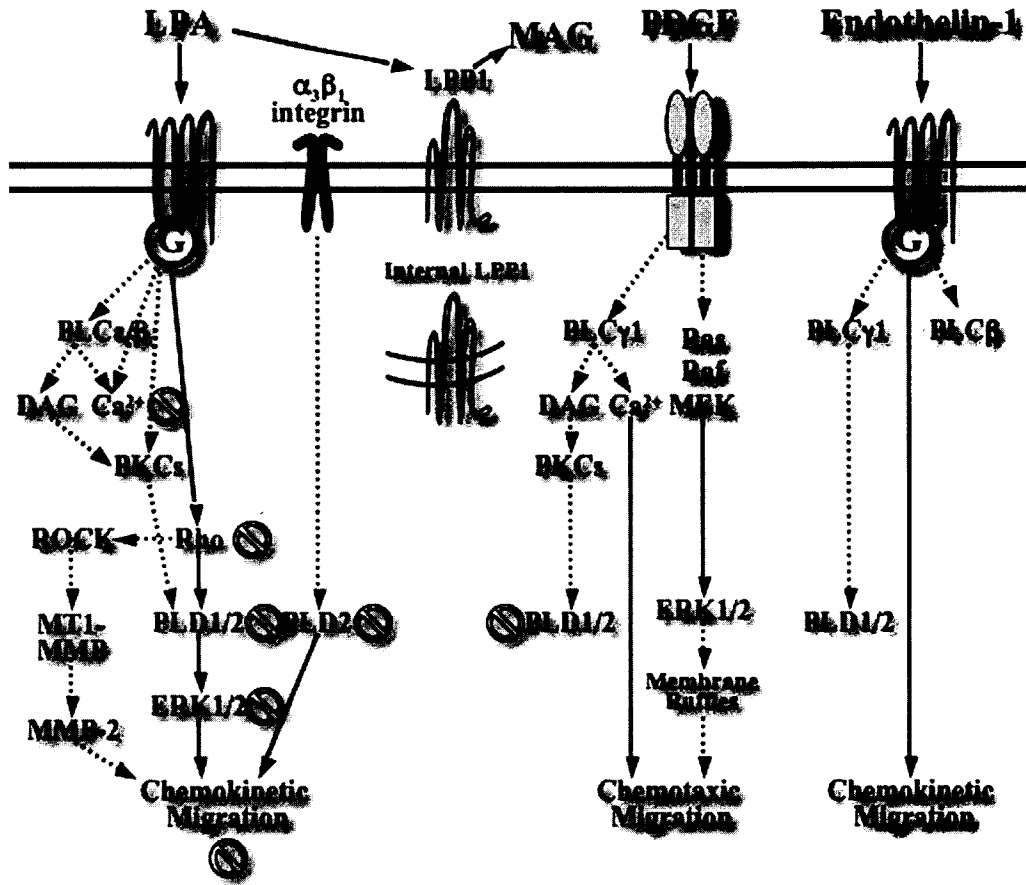 LPA
MAG
PDGF
Endothelin-1
LPP1
α₃β₁
integrin
G
G
Internal LPP1
PLCs/β
PLCγ1
Ras
PLCγ1
PLCβ
Raf
DAG Ca²⁺
DAG Ca²⁺ MEK
PKCs
PKCs
ROCK
Rho
MT1-
MMP
PLD1/2
PLD2
PLD1/2
ERK1/2
PLD1/2
Membrane
Ruffles
ERK1/2
MMP-2
Chemokinetic
Migration
Chemotaxic
Migration
Chemokinetic
Migration